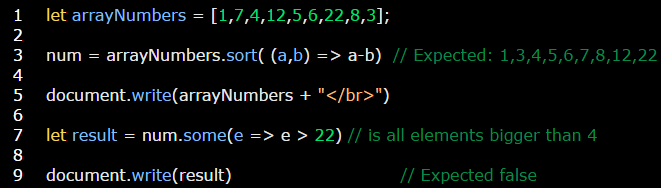 1 let arrayNumbers = [1,7,4,12,5,6,22,8,3];
2
3 num = arrayNumbers.sort( (a,b) => a-b) // Expected: 1,3,4,5,6,7,8,12,22
4
5 document.write(arrayNumbers + "</br>")
6
7 let result = num.some(e => e > 22) // is all elements bigger than 4
8
9 document.write(result) // Expected false